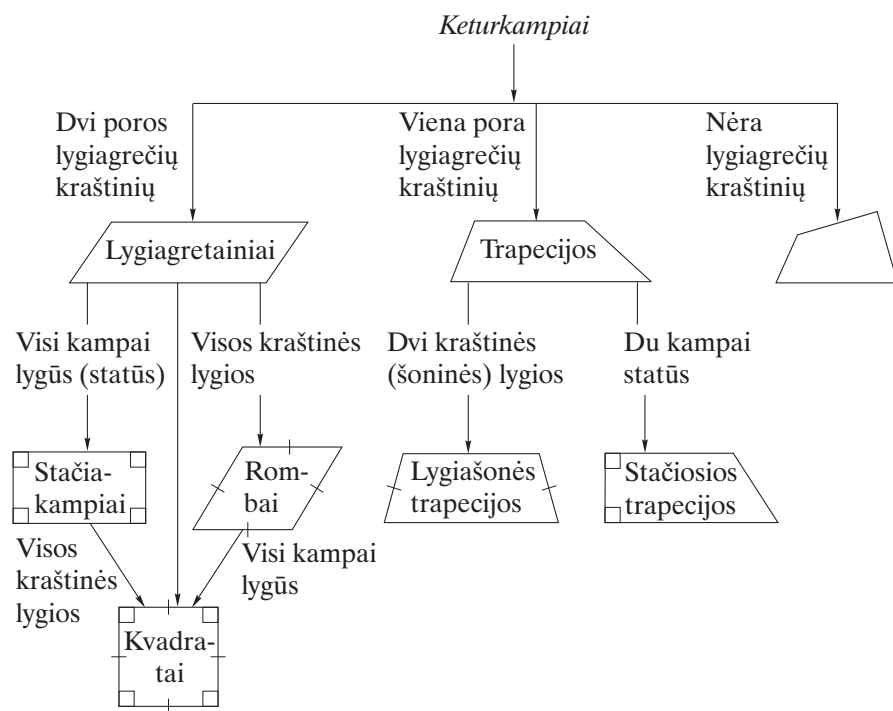 Keturkampiai
Dvi poros
lygiagrečių
kraštinių
Viena pora
lygiagrečių
kraštinių
Nėra
lygiagrečių
kraštinių
Lygiagretainiai
Trapecijos
Visi kampai
lygūs (statūs)
Visos kraštinės
lygios
Dvi kraštinės
(šoninės) lygios
Du kampai
statūs
Stačia-
kampiai
Rom-
bai
Lygiašonės
trapecijos
Stačiosios
trapecijos
Visos
kraštinės
lygios
Visi kampai
lygūs
Kvadra-
tai